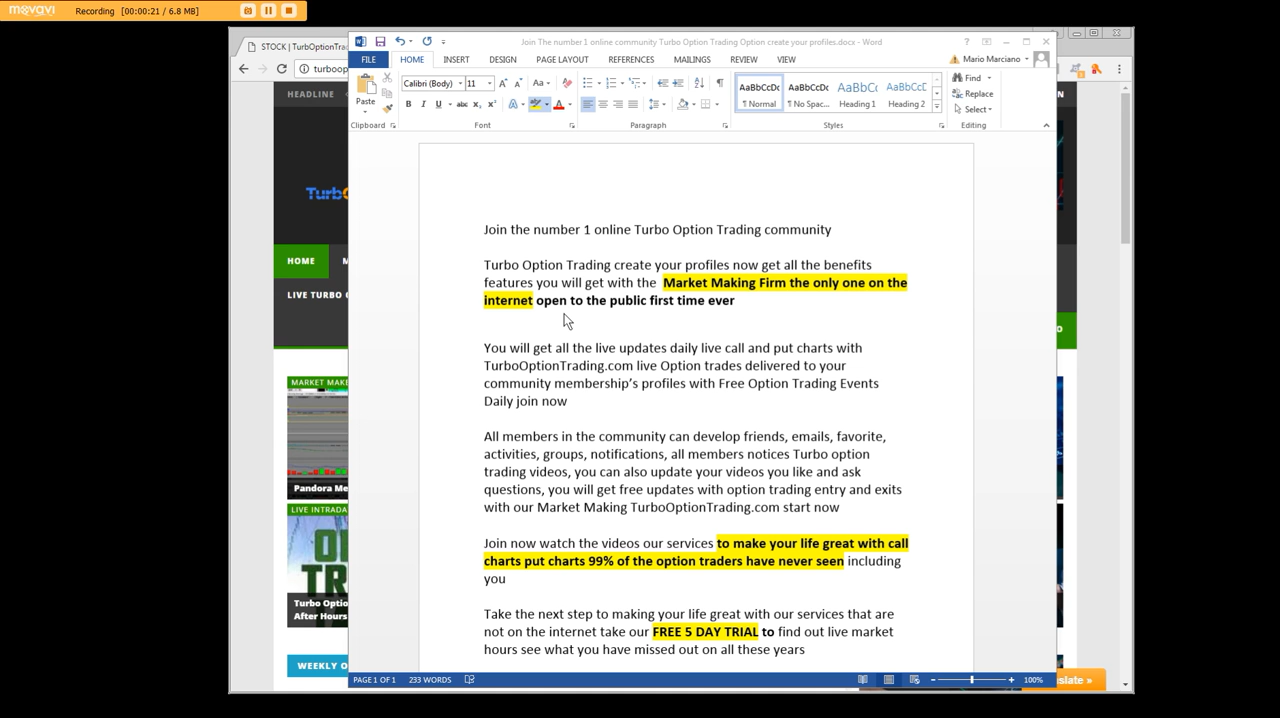 movavi Recording [00:00:21 / 6.8 MB]
STOCK | TurbOptionTra
Join The number1 online community Turbo Option Trading Option create your profiles.docx - Word
turboop
FILE HOME INSERT DESIGN PAGE LAYOUT REFERENCES MAILINGS REVIEW VIEW Mario Marciano
HEADLINE
Paste
Calibri (Body) 11
AaBbCcDc AaBbCcDc AaBbCc AaBbCcD
¶ Normal ¶ No Spac... Heading 1 Heading 2
Find
Replace
Select
Clipboard Font Paragraph Styles Editing
Turb
HOME
LIVE TURBO
MARKET MAKE
Pandora Me
LIVE INTRADA
Turbo Optio
After Hours
WEEKLY O
Join the number 1 online Turbo Option Trading community
Turbo Option Trading create your profiles now get all the benefits
features you will get with the Market Making Firm the only one on the
internet open to the public first time ever
You will get all the live updates daily live call and put charts with
TurboOptionTrading.com live Option trades delivered to your
community membership's profiles with Free Option Trading Events
Daily join now
All members in the community can develop friends, emails, favorite,
activities, groups, notifications, all members notices Turbo option
trading videos, you can also update your videos you like and ask
questions, you will get free updates with option trading entry and exits
with our Market Making TurboOptionTrading.com start now
Join now watch the videos our services to make your life great with call
charts put charts 99% of the option traders have never seen including
you
Take the next step to making your life great with our services that are
not on the internet take our FREE 5 DAY TRIAL to find out live market
hours see what you have missed out on all these years
PAGE 1 OF 1 233 WORDS 100%
slate »